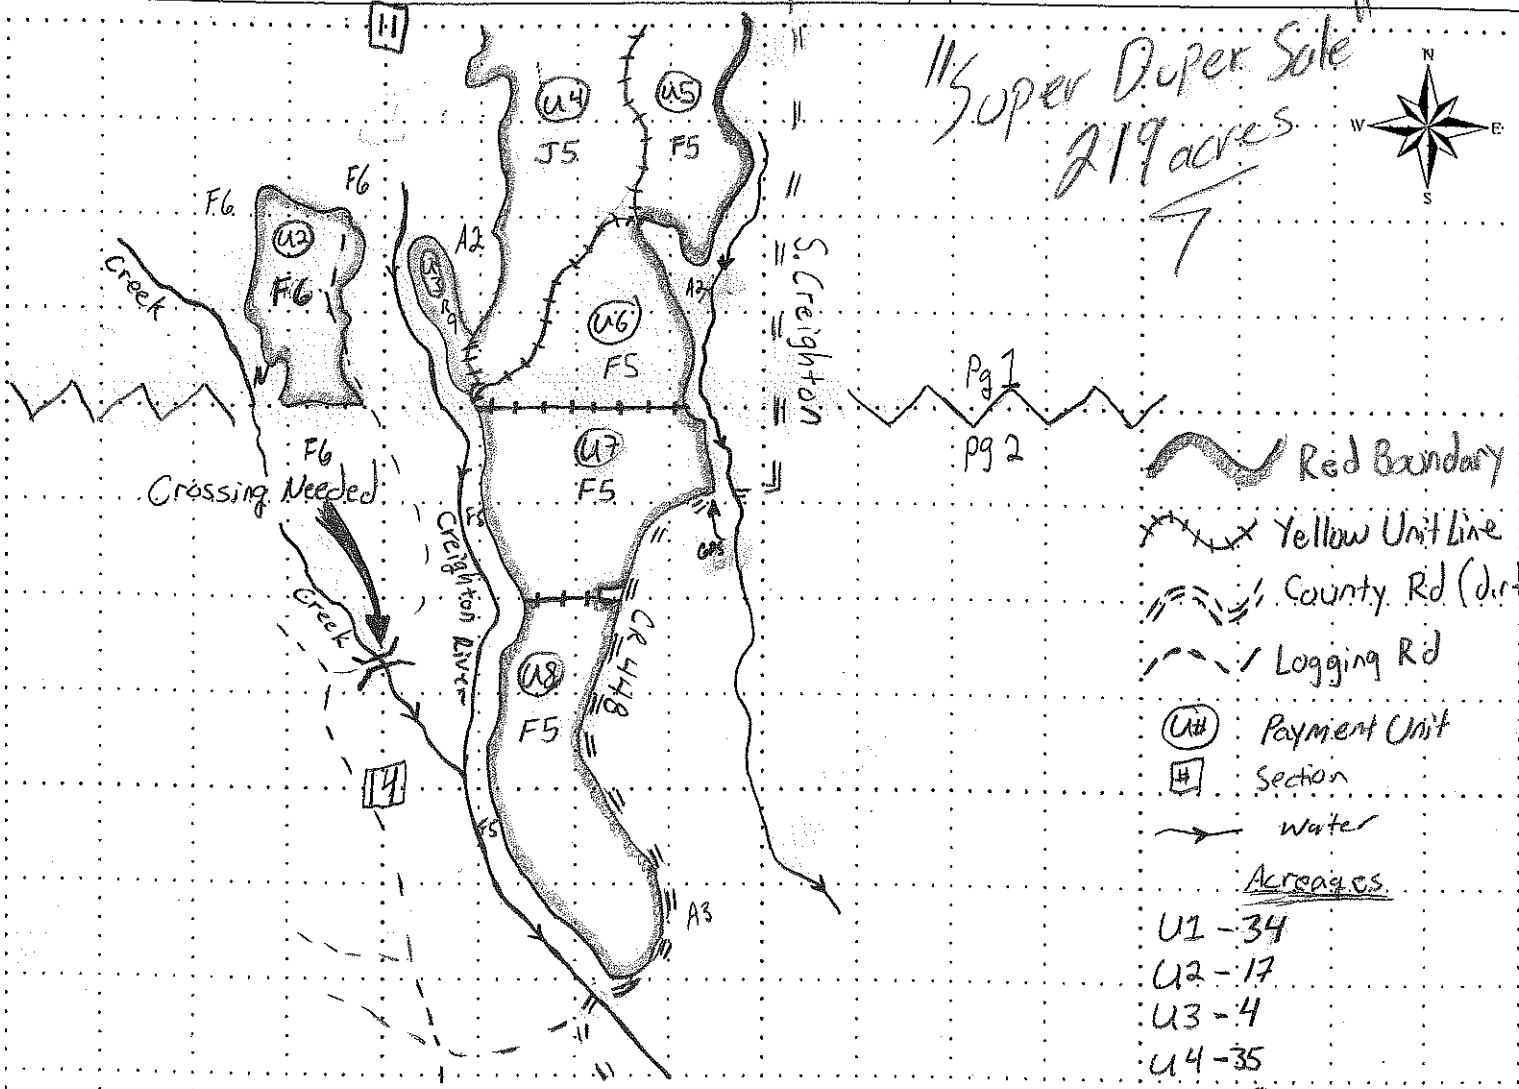 11
"Super Duper Sale"
219 acres
N
W E
S
U4
J5
U5
F5
F6
F6
U2
F6
A2
U3
R9
Creek
S. Creighton
A2
U6
F5
Pg 1
Pg 2
U7
F5
F6
Crossing Needed
F5
Creighton River
GPS
Creek
CR 448
U8
F5
14
F5
A3
Red Boundary
Yellow Unit Line
County Rd (dirt
Logging Rd
U# Payment Unit
# Section
Water
Acreages
U1 - 34
U2 - 17
U3 - 4
U4 - 35